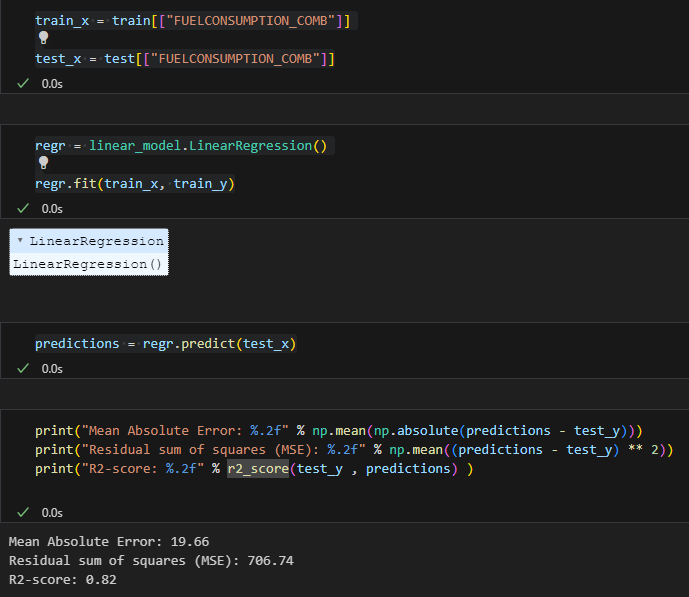 train_x = train[["FUELCONSUMPTION_COMB"]]
test_x = test[["FUELCONSUMPTION_COMB"]]
0.0s
regr = linear_model.LinearRegression()
regr.fit(train_x, train_y)
0.0s
LinearRegression
LinearRegression()
predictions = regr.predict(test_x)
0.0s
print("Mean Absolute Error: %.2f" % np.mean(np.absolute(predictions - test_y)))
print("Residual sum of squares (MSE): %.2f" % np.mean((predictions - test_y) ** 2))
print("R2-score: %.2f" % r2_score(test_y , predictions) )
0.0s
Mean Absolute Error: 19.66
Residual sum of squares (MSE): 706.74
R2-score: 0.82